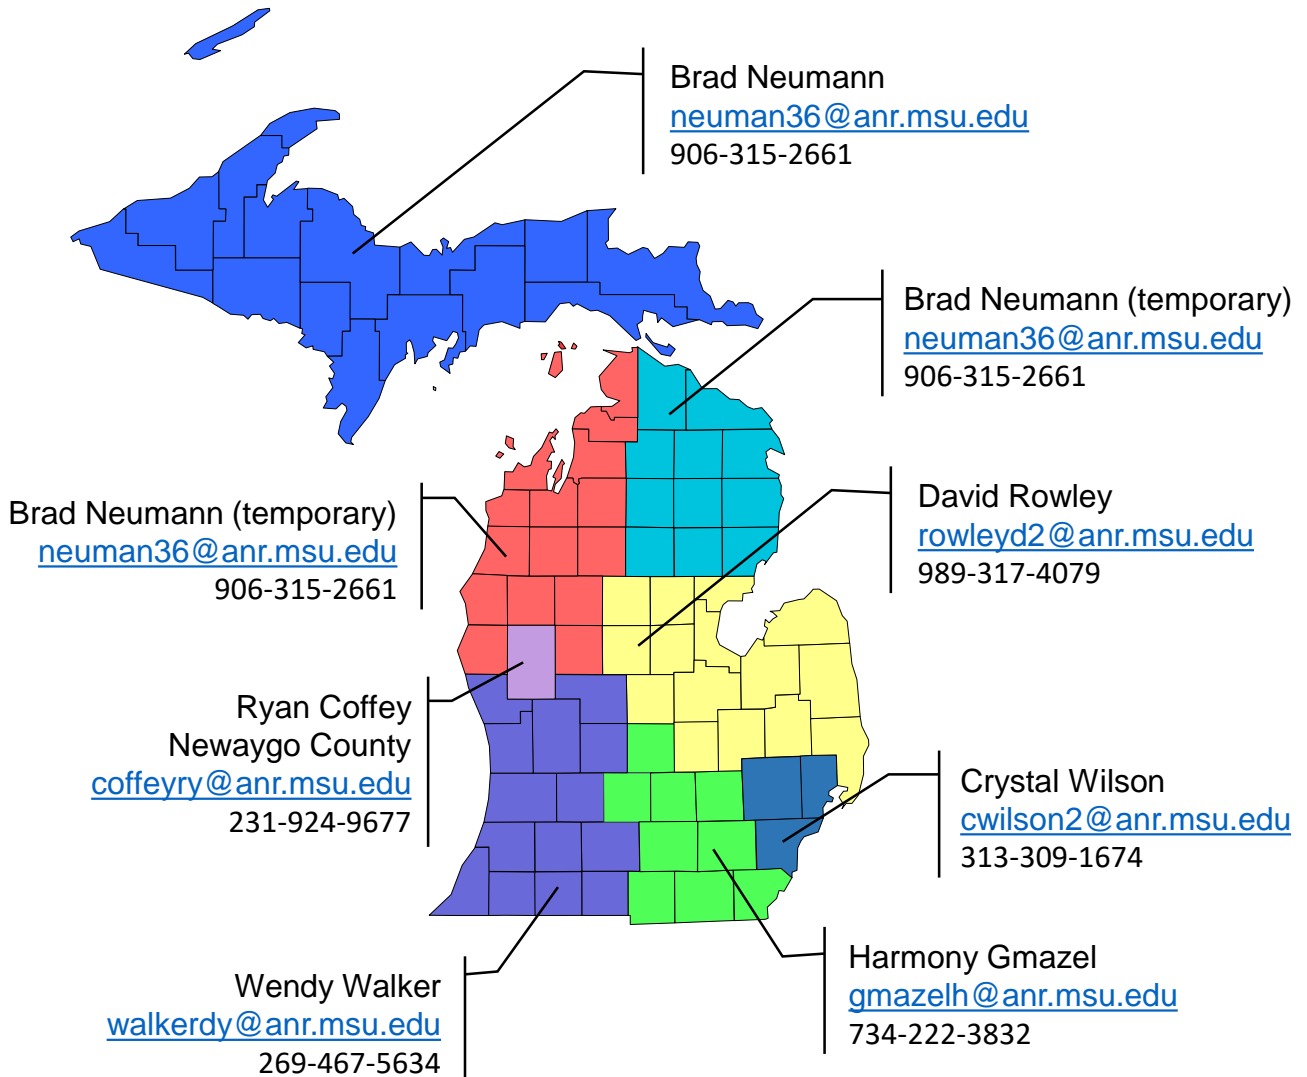 Brad Neumann
neuman36@anr.msu.edu
906-315-2661
Brad Neumann (temporary)
neuman36@anr.msu.edu
906-315-2661
Brad Neumann (temporary)
neuman36@anr.msu.edu
906-315-2661
David Rowley
rowleyd2@anr.msu.edu
989-317-4079
Ryan Coffey
Newaygo County
coffeyry@anr.msu.edu
231-924-9677
Crystal Wilson
cwilson2@anr.msu.edu
313-309-1674
Wendy Walker
walkerdy@anr.msu.edu
269-467-5634
Harmony Gmazel
gmazelh@anr.msu.edu
734-222-3832